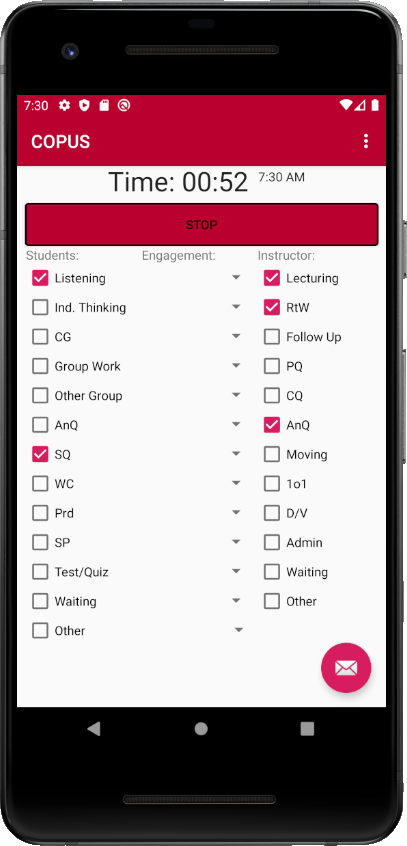 7:30
COPUS
Time: 00:52 7:30 AM
STOP
Students: Engagement: Instructor:
Listening Lecturing
Ind. Thinking RtW
CG Follow Up
Group Work PQ
Other Group CQ
AnQ AnQ
SQ Moving
WC 1o1
Prd D/V
SP Admin
Test/Quiz Waiting
Waiting Other
Other